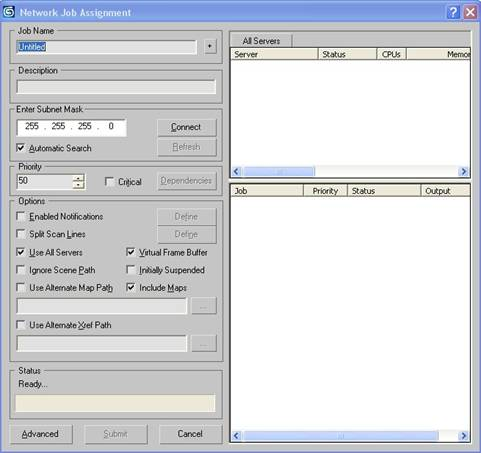 Network Job Assignment
Job Name
Untitled
+
Description
Enter Subnet Mask
255 . 255 . 255 . 0
Connect
Automatic Search
Refresh
Priority
50
Critical
Dependencies
Options
Enabled Notifications
Define
Split Scan Lines
Define
Use All Servers
Virtual Frame Buffer
Ignore Scene Path
Initially Suspended
Use Alternate Map Path
Include Maps
...
Use Alternate Xref Path
...
Status
Ready...
Advanced
Submit
Cancel
All Servers
Server Status CPUs Memor
Job Priority Status Output